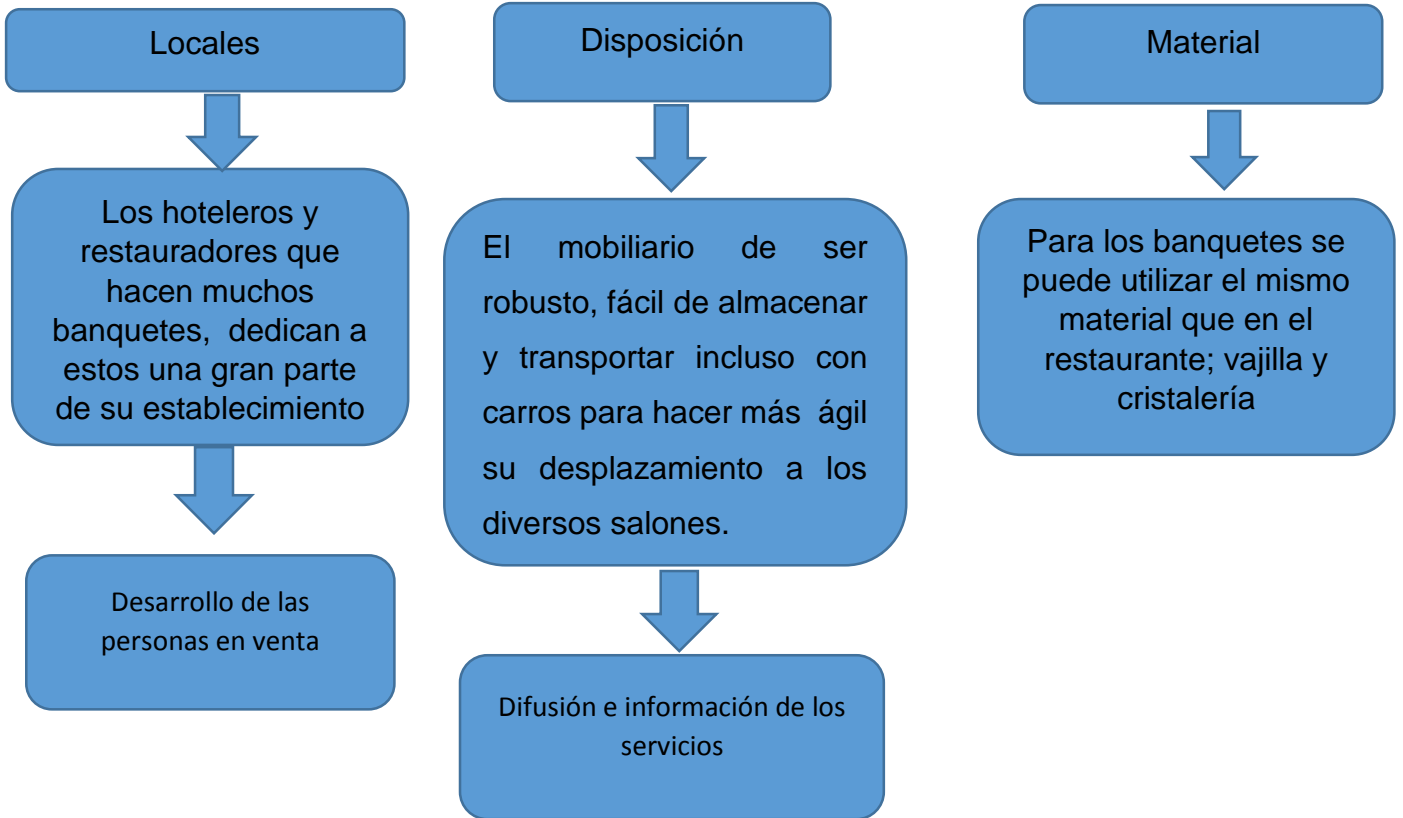 Locales
Los hoteleros y
restauradores que
hacen muchos
banquetes, dedican a
estos una gran parte
de su establecimiento
Desarrollo de las
personas en venta
Disposición
El mobiliario de ser
robusto, fácil de almacenar
y transportar incluso con
carros para hacer más ágil
su desplazamiento a los
diversos salones.
Difusión e información de los
servicios
Material
Para los banquetes se
puede utilizar el mismo
material que en el
restaurante; vajilla y
cristalería